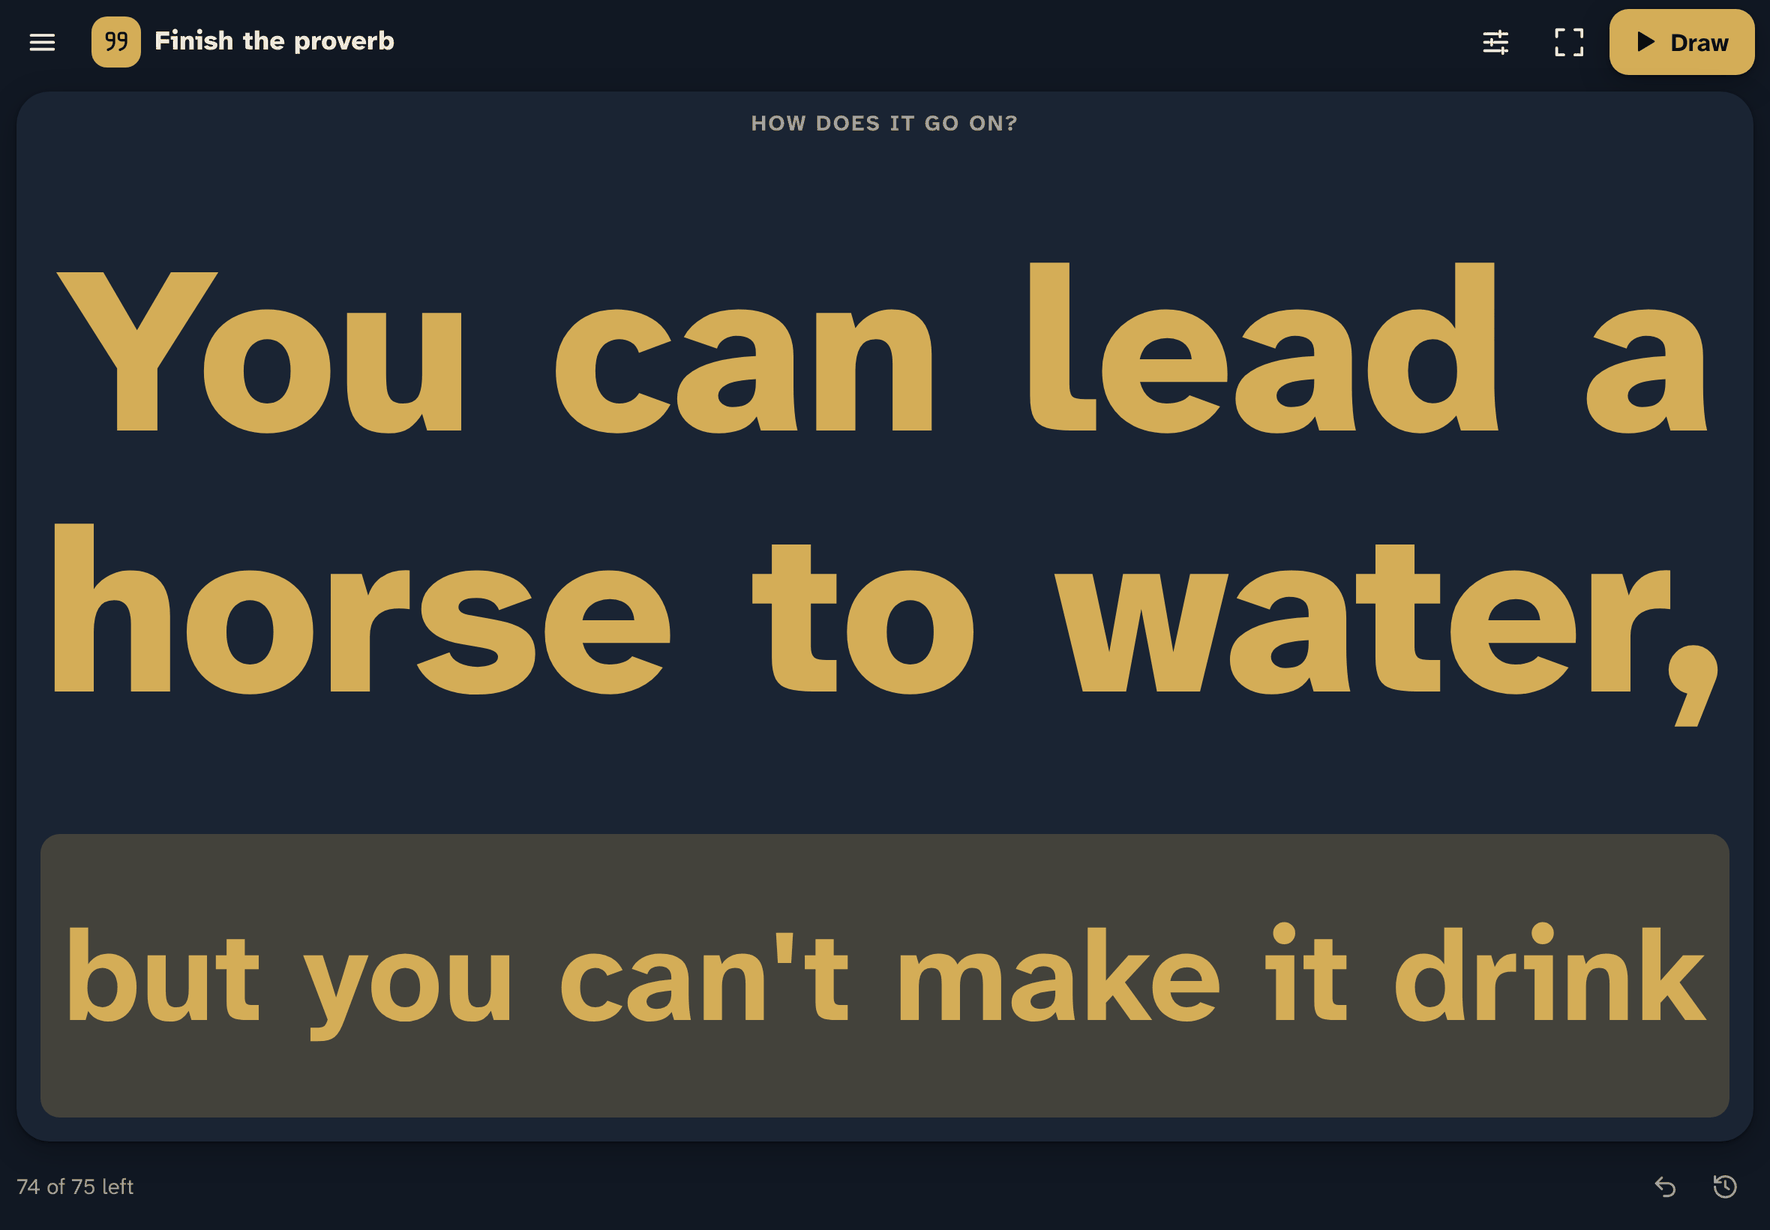 Finish the proverb
Draw
HOW DOES IT GO ON?
You can lead a
horse to water,
but you can't make it drink
74 of 75 left